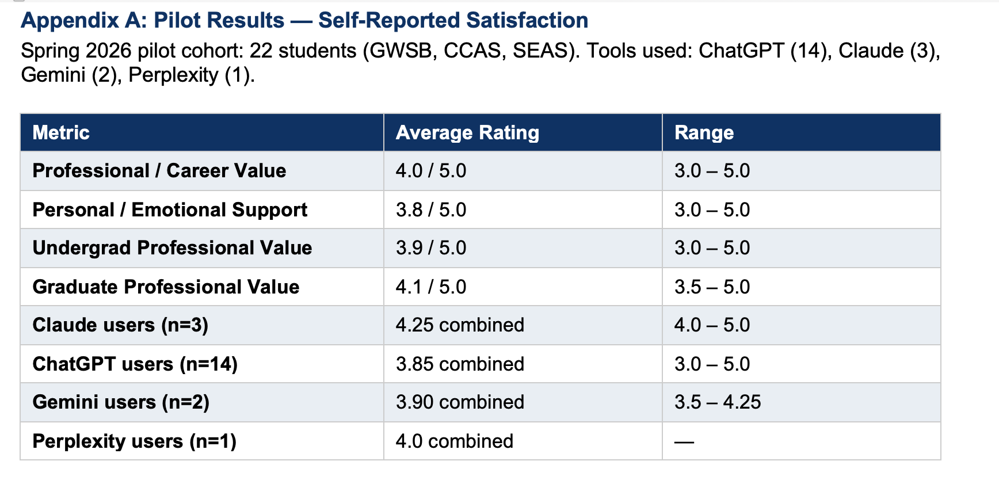 Appendix A: Pilot Results — Self-Reported Satisfaction
Spring 2026 pilot cohort: 22 students (GWSB, CCAS, SEAS). Tools used: ChatGPT (14), Claude (3),
Gemini (2), Perplexity (1).
Metric Average Rating Range
Professional / Career Value 4.0 / 5.0 3.0 – 5.0
Personal / Emotional Support 3.8 / 5.0 3.0 – 5.0
Undergrad Professional Value 3.9 / 5.0 3.0 – 5.0
Graduate Professional Value 4.1 / 5.0 3.5 – 5.0
Claude users (n=3) 4.25 combined 4.0 – 5.0
ChatGPT users (n=14) 3.85 combined 3.0 – 5.0
Gemini users (n=2) 3.90 combined 3.5 – 4.25
Perplexity users (n=1) 4.0 combined —